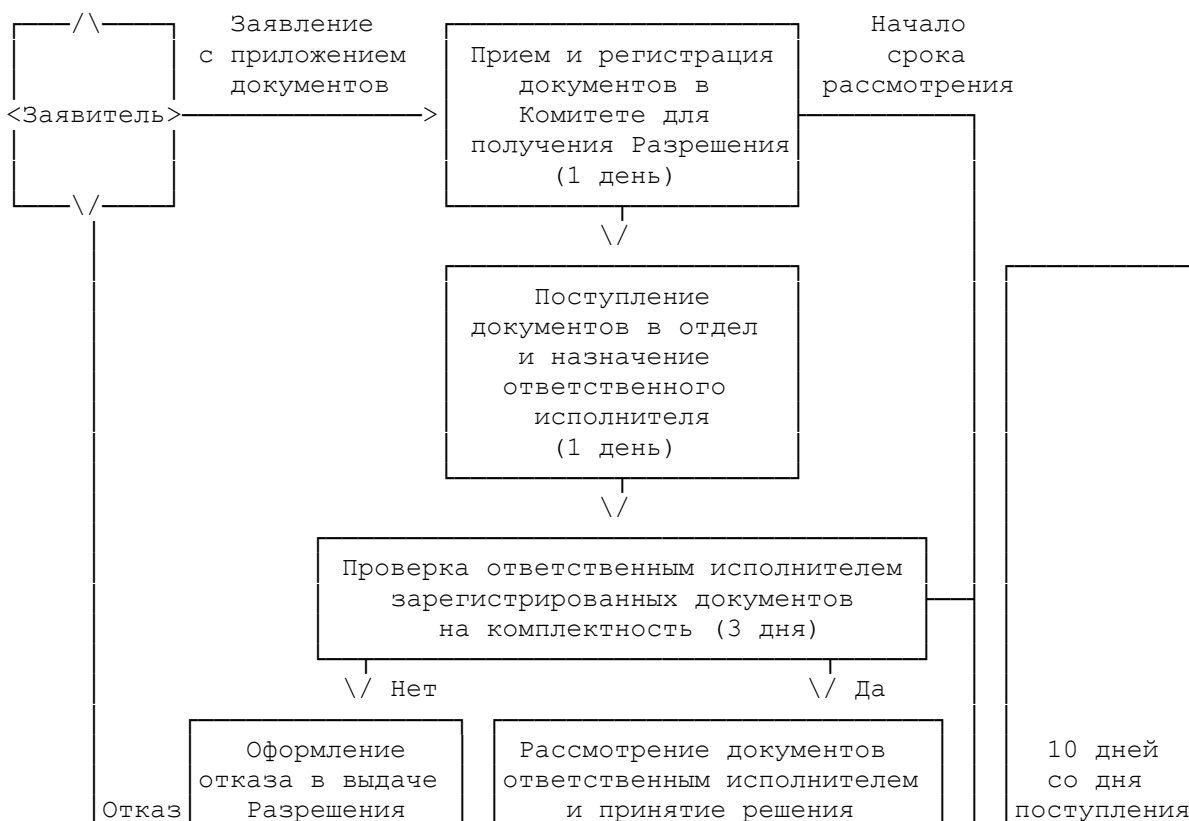 Заявление
с приложением
документов
<Заявитель>
Прием и регистрация
документов в
Комитете для
получения Разрешения
(1 день)
Начало
срока
рассмотрения
Поступление
документов в отдел
и назначение
ответственного
исполнителя
(1 день)
Проверка ответственным исполнителем
зарегистрированных документов
на комплектность (3 дня)
Нет
Да
Оформление
отказа в выдаче
Разрешения
Отказ
Рассмотрение документов
ответственным исполнителем
и принятие решения
10 дней
со дня
поступления